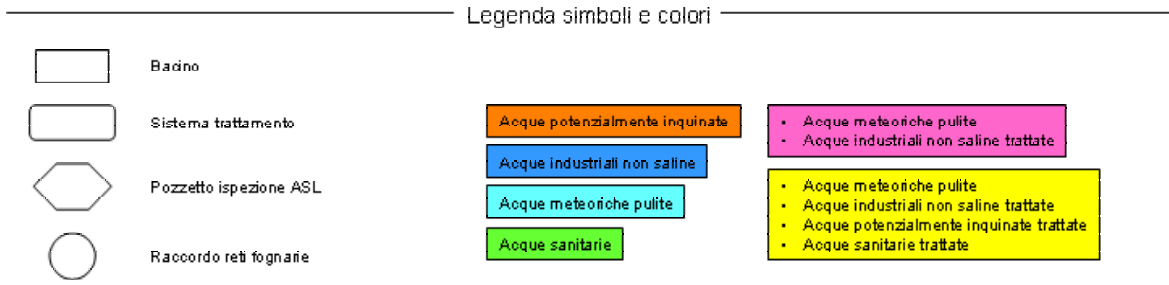 Legenda simboli e colori
Bacino
Sistema trattamento
Pozzetto ispezione ASL
Raccordo reti fognarie
Acque potenzialmente inquinate
Acque industriali non saline
Acque meteoriche pulite
Acque sanitarie
• Acque meteoriche pulite
• Acque industriali non saline trattate
• Acque meteoriche pulite
• Acque industriali non saline trattate
• Acque potenzialmente inquinate trattate
• Acque sanitarie trattate